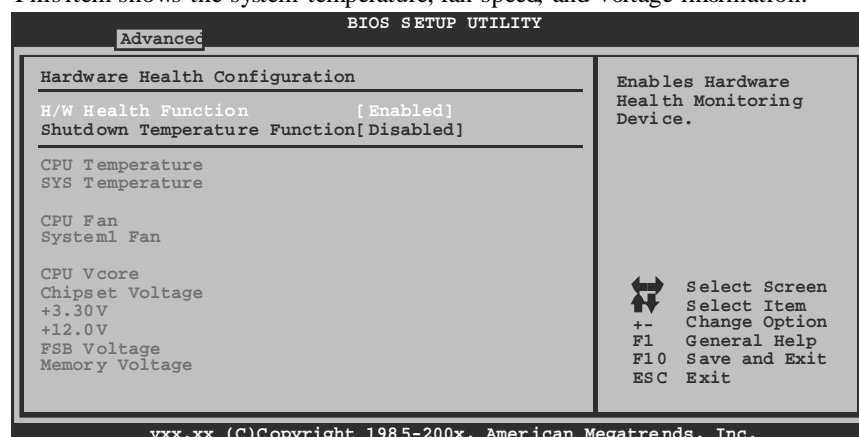 This item shows the system temperature, fan speed, and voltage information.
BIOS SETUP UTILITY
Advanced
Hardware Health Configuration
H/W Health Function [Enabled]
Shutdown Temperature Function[Disabled]
CPU Temperature
SYS Temperature
CPU Fan
System1 Fan
CPU Vcore
Chipset Voltage
+3.30V
+12.0V
FSB Voltage
Memory Voltage
Enables Hardware
Health Monitoring
Device.
Select Screen
Select Item
+- Change Option
F1 General Help
F10 Save and Exit
ESC Exit
vxx.xx (C)Copyright 1985-200x, American Megatrends, Inc.